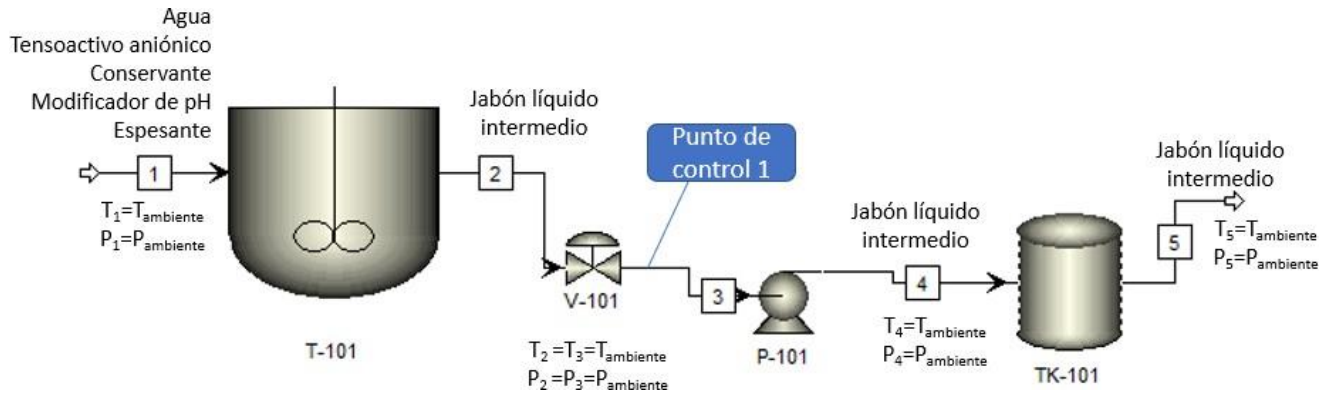 Agua
Tensoactivo aniónico
Conservante
Modificador de pH
Espesante
1
T₁=Tambiente
P₁=Pambiente
T-101
Jabón líquido
intermedio
2
V-101
T₂ =T₃=Tambiente
P₂ =P₃=Pambiente
Punto de
control 1
3
P-101
Jabón líquido
intermedio
4
T₄=Tambiente
P₄=Pambiente
TK-101
Jabón líquido
intermedio
5
T₅=Tambiente
P₅=Pambiente